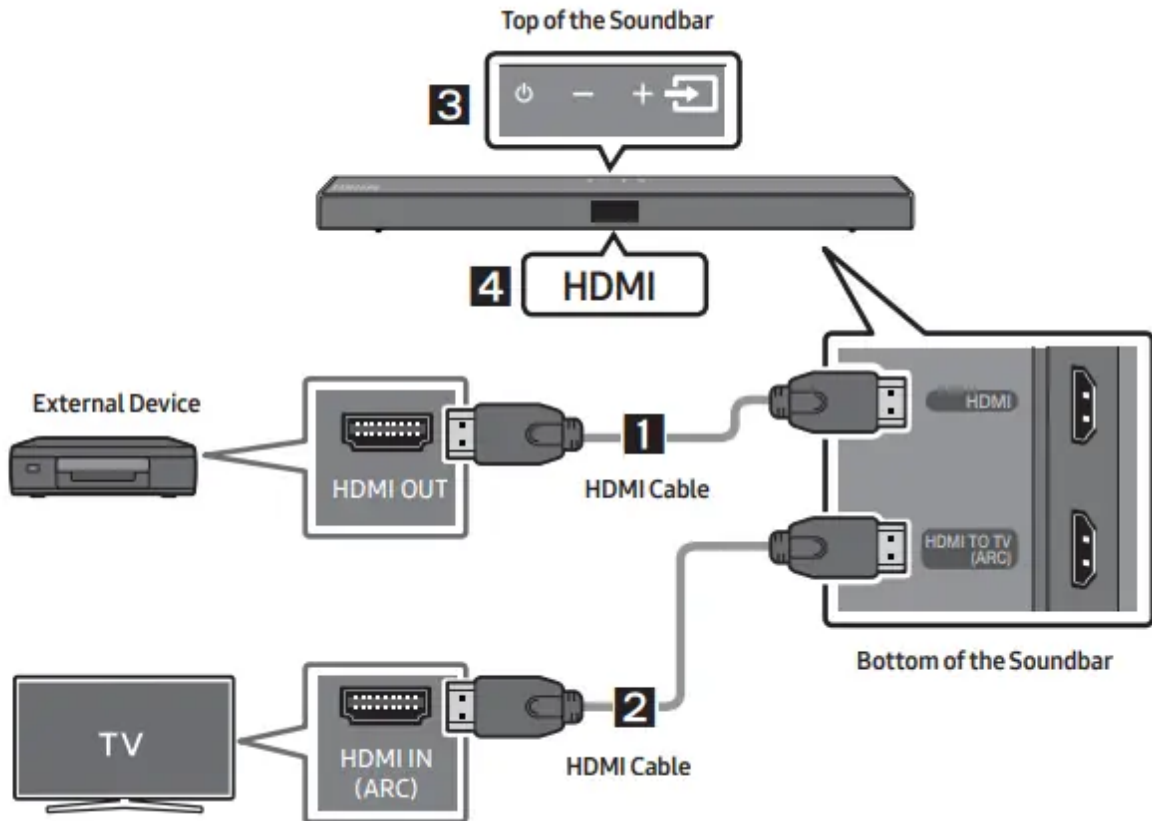 Top of the Soundbar
3
4
HDMI
External Device
HDMI OUT
1
HDMI Cable
HDMI
HDMI TO TV
(ARC)
Bottom of the Soundbar
TV
HDMI IN
(ARC)
2
HDMI Cable